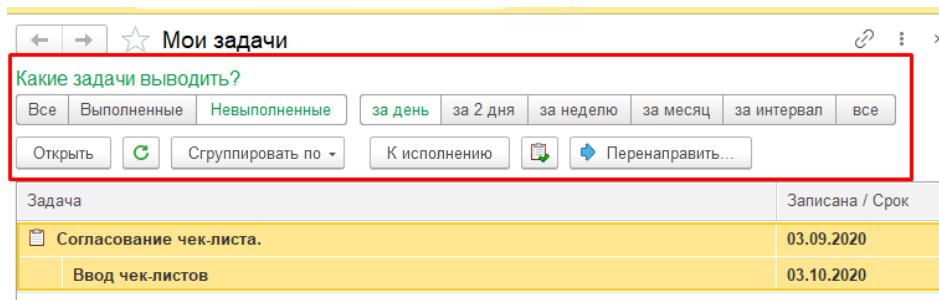 Мои задачи
Какие задачи выводить?
Все Выполненные Невыполненные за день за 2 дня за неделю за месяц за интервал все
Открыть Сгруппировать по К исполнению Перенаправить...
Задача Записана / Срок
Согласование чек-листа. 03.09.2020
Ввод чек-листов 03.10.2020